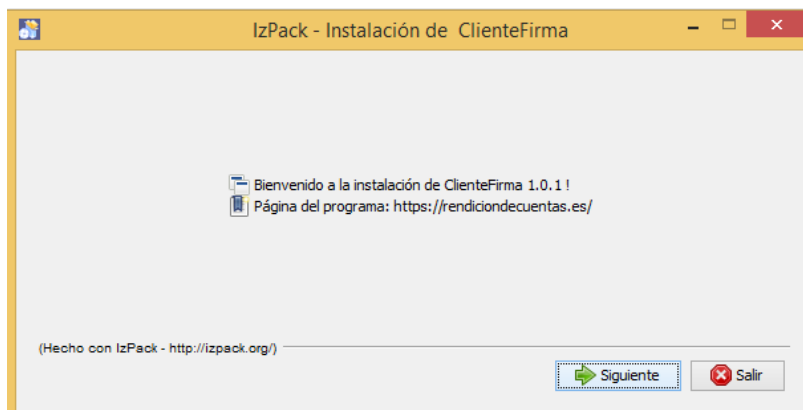 IzPack - Instalación de ClienteFirma
Bienvenido a la instalación de ClienteFirma 1.0.1 !
Página del programa: https://rendiciondecuentas.es/
(Hecho con IzPack - http://izpack.org/)
Siguiente
Salir